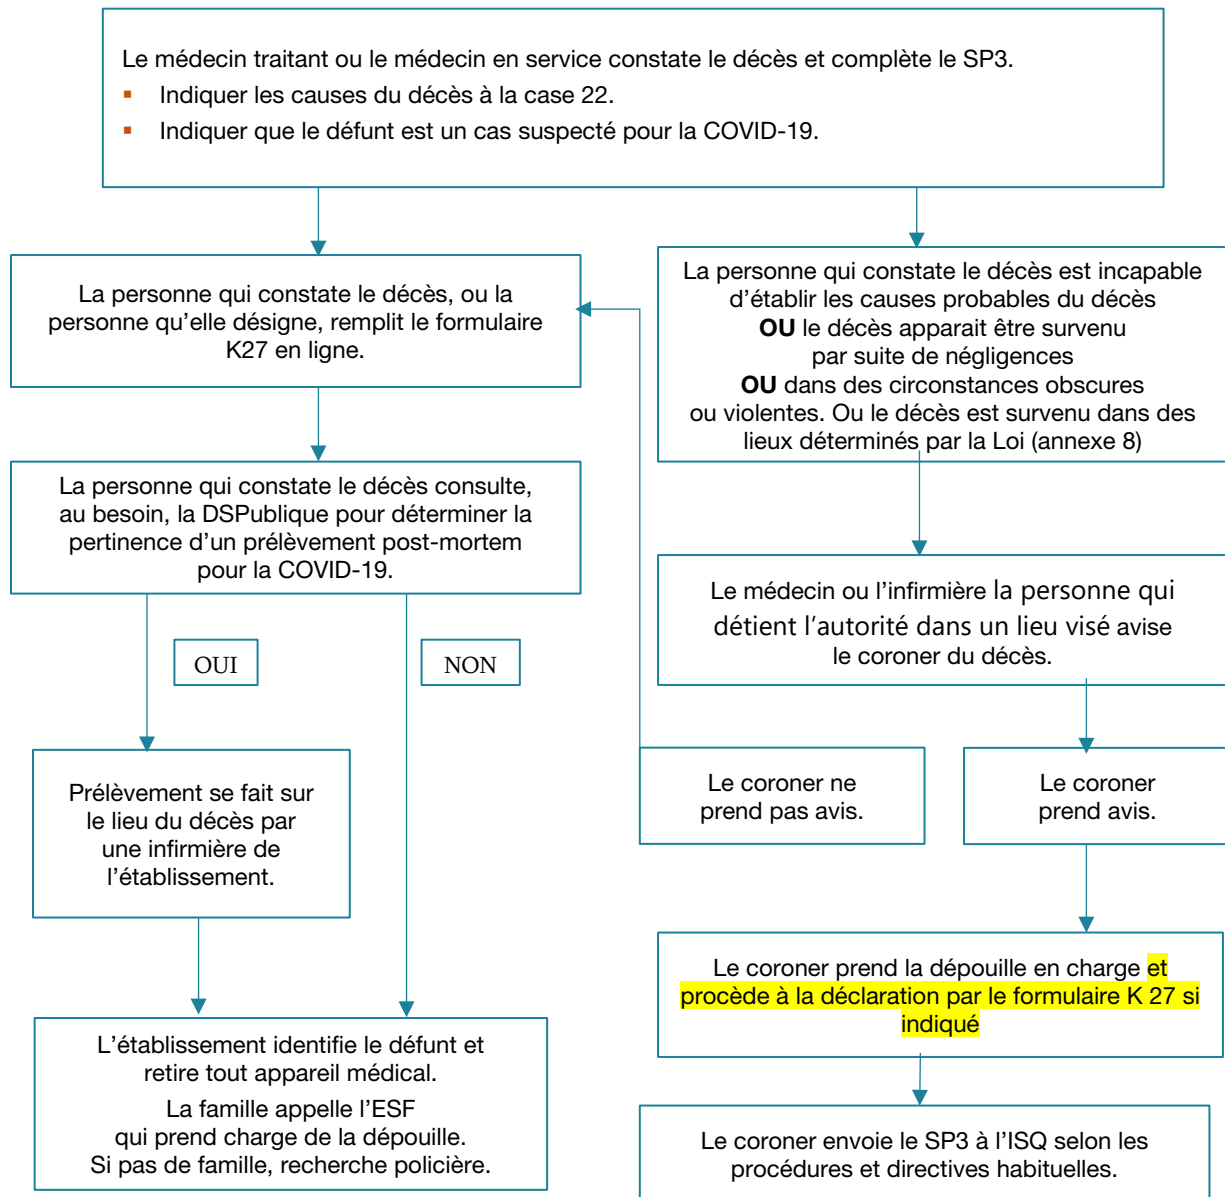 Le médecin traitant ou le médecin en service constate le décès et complète le SP3.
▪ Indiquer les causes du décès à la case 22.
▪ Indiquer que le défunt est un cas suspecté pour la COVID-19.
La personne qui constate le décès, ou la
personne qu’elle désigne, remplit le formulaire
K27 en ligne.
La personne qui constate le décès est incapable
d’établir les causes probables du décès
OU le décès apparait être survenu
par suite de négligences
OU dans des circonstances obscures
ou violentes. Ou le décès est survenu dans des
lieux déterminés par la Loi (annexe 8)
La personne qui constate le décès consulte,
au besoin, la DSPublique pour déterminer la
pertinence d’un prélèvement post-mortem
pour la COVID-19.
Le médecin ou l’infirmière la personne qui
détient l’autorité dans un lieu visé avise
le coroner du décès.
OUI
NON
Prélèvement se fait sur
le lieu du décès par
une infirmière de
l’établissement.
Le coroner ne
prend pas avis.
Le coroner
prend avis.
Le coroner prend la dépouille en charge et
procède à la déclaration par le formulaire K 27 si
indiqué
L’établissement identifie le défunt et
retire tout appareil médical.
La famille appelle l’ESF
qui prend charge de la dépouille.
Si pas de famille, recherche policière.
Le coroner envoie le SP3 à l’ISQ selon les
procédures et directives habituelles.